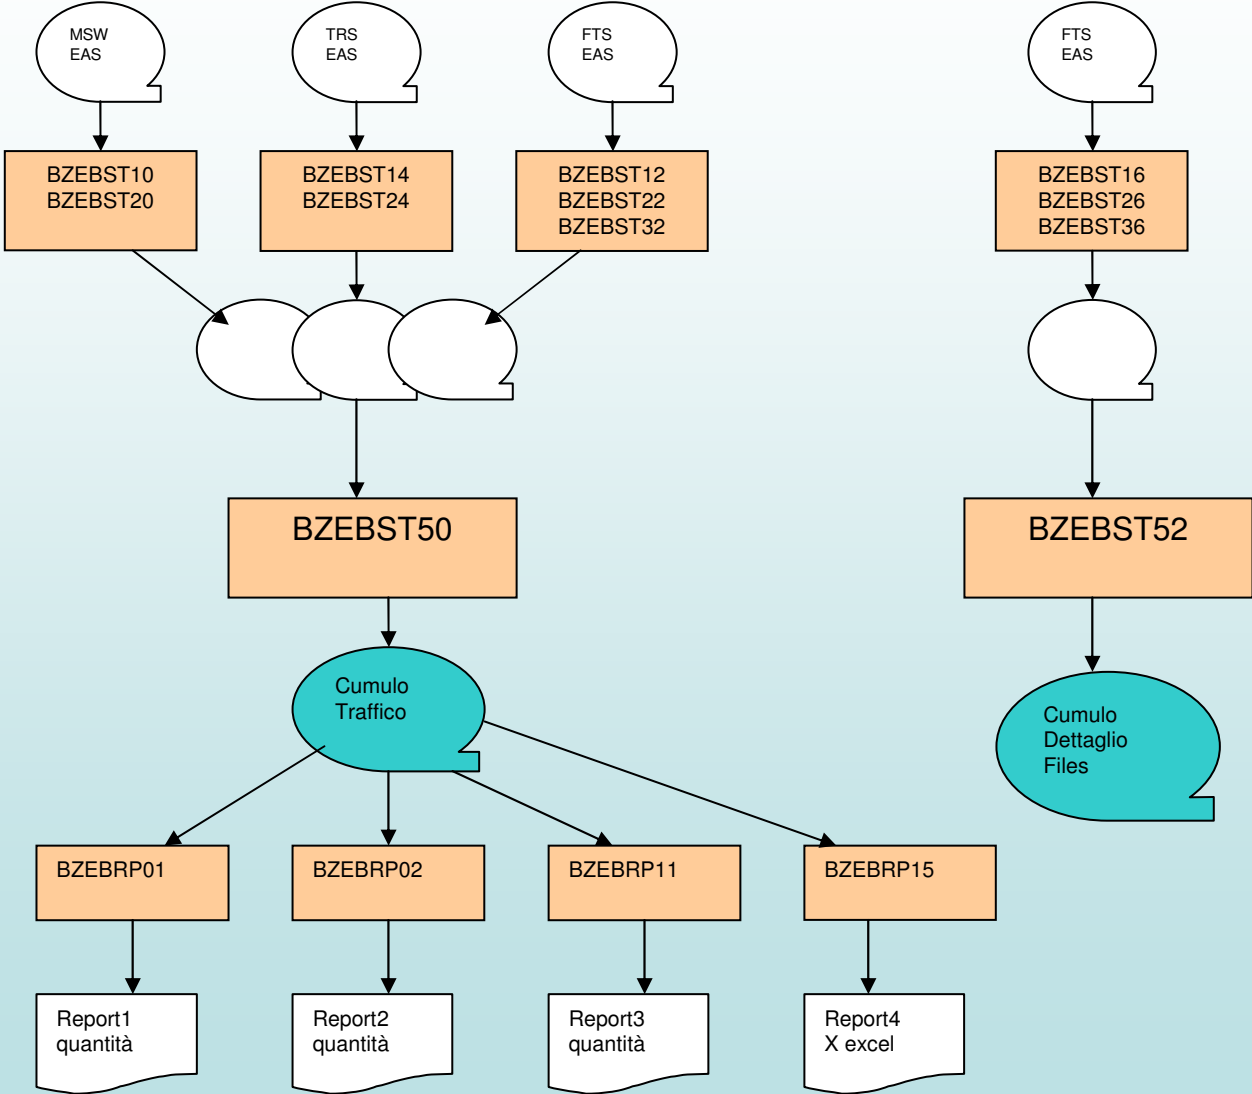 MSW
EAS
TRS
EAS
FTS
EAS
FTS
EAS
BZEBST10
BZEBST20
BZEBST14
BZEBST24
BZEBST12
BZEBST22
BZEBST32
BZEBST16
BZEBST26
BZEBST36
BZEBST50
BZEBST52
Cumulo
Traffico
Cumulo
Dettaglio
Files
BZEBRP01
BZEBRP02
BZEBRP11
BZEBRP15
Report1
quantità
Report2
quantità
Report3
quantità
Report4
X excel